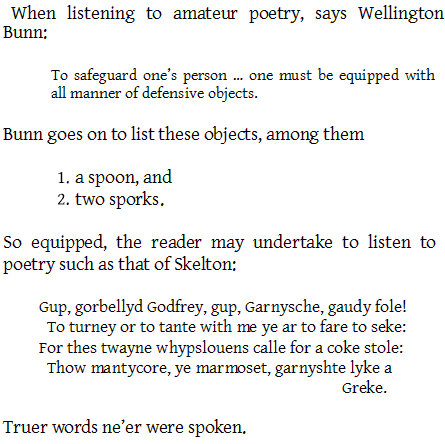 When listening to amateur poetry, says Wellington
Bunn:
To safeguard one’s person ... one must be equipped with
all manner of defensive objects.
Bunn goes on to list these objects, among them
1. a spoon, and
2. two sporks.
So equipped, the reader may undertake to listen to
poetry such as that of Skelton:
Gup, gorbellyd Godfrey, gup, Garnysche, gaudy fole!
To turney or to tante with me ye ar to fare to seke:
For thes twayne whypslouens calle for a coke stole:
Thow mantycore, ye marmoset, garnyshte lyke a
Greke.
Truer words ne’er were spoken.